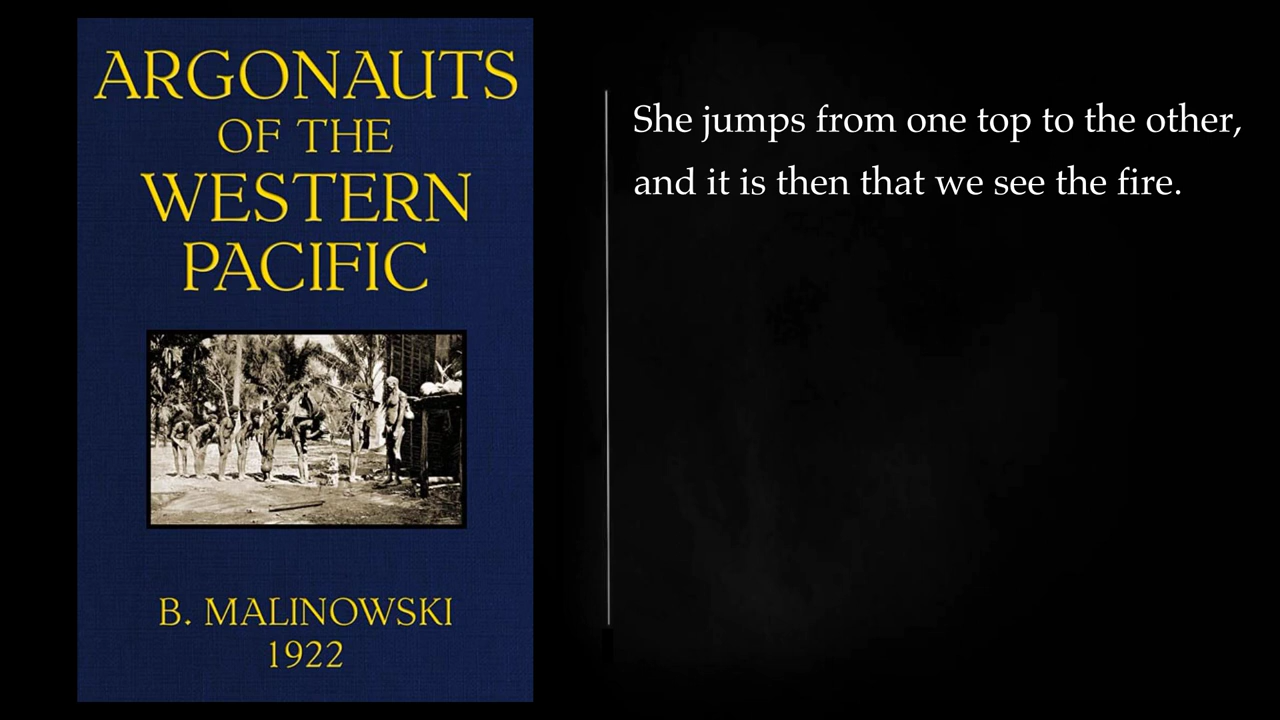 ARGONAUTS
OF THE
WESTERN
PACIFIC
B. MALINOWSKI
1922
She jumps from one top to the other,
and it is then that we see the fire.